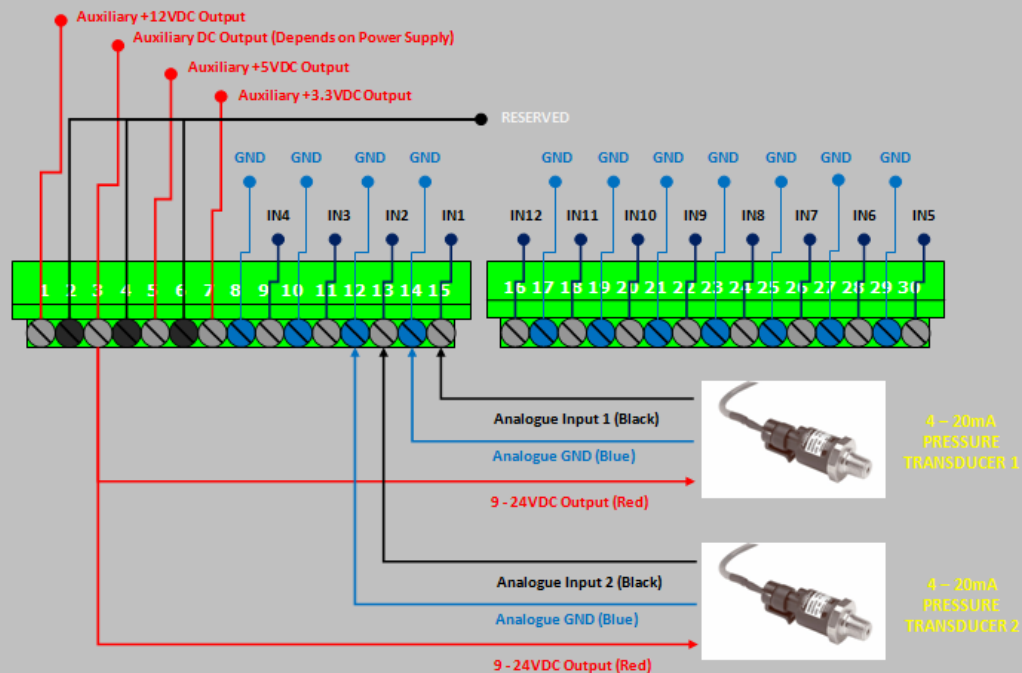 Auxiliary +12VDC Output
Auxiliary DC Output (Depends on Power Supply)
Auxiliary +5VDC Output
Auxiliary +3.3VDC Output
RESERVED
GND GND GND GND GND GND GND GND GND GND GND
IN4 IN3 IN2 IN1 IN12 IN11 IN10 IN9 IN8 IN7 IN6 IN5
1 2 3 4 5 6 7 8 9 10 11 12 13 14 15 16 17 18 19 20 21 22 23 24 25 26 27 28 29 30
Analogue Input 1 (Black)
Analogue GND (Blue)
9 - 24VDC Output (Red)
4 – 20mA
PRESSURE
TRANSDUCER 1
Analogue Input 2 (Black)
Analogue GND (Blue)
9 - 24VDC Output (Red)
4 – 20mA
PRESSURE
TRANSDUCER 2